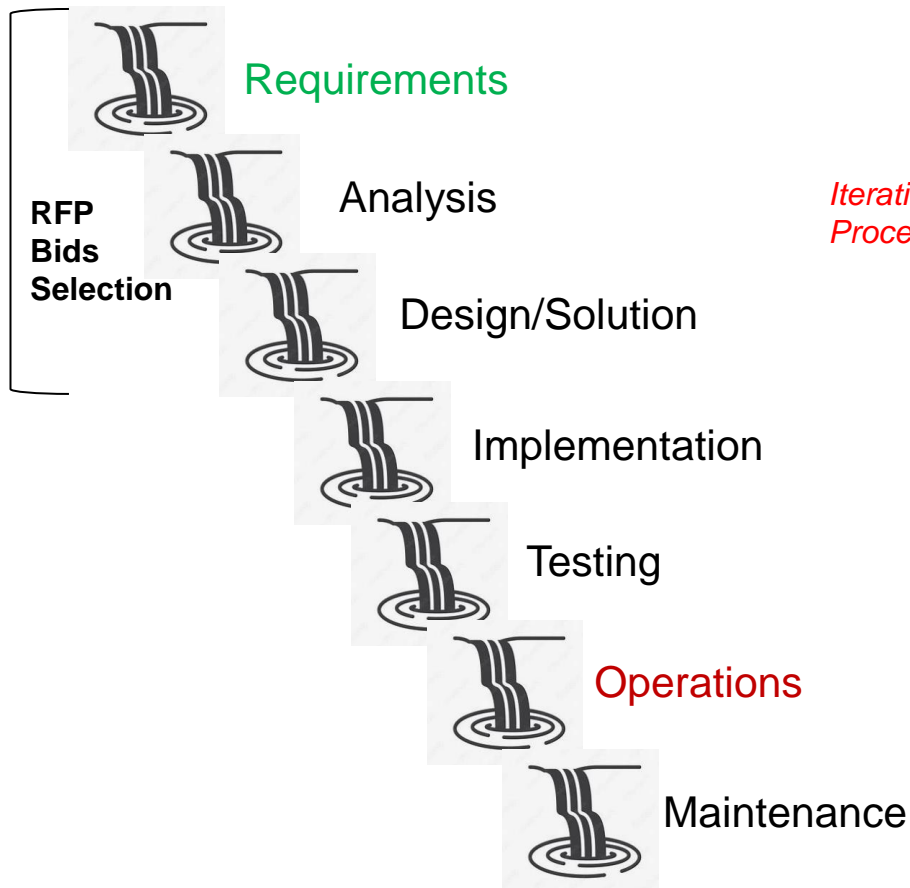 Requirements
Analysis
RFP
Bids
Selection
Design/Solution
Implementation
Testing
Operations
Maintenance